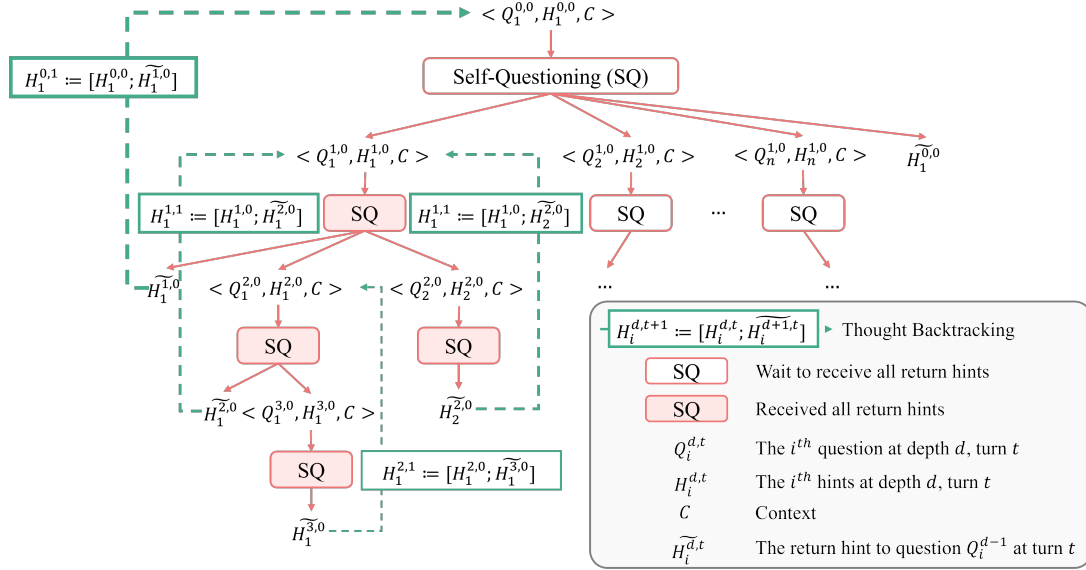 < Q_1^{0,0}, H_1^{0,0}, C >
H_1^{0,1} ≔ [H_1^{0,0}; \widetilde{H_1^{1,0}}]
Self-Questioning (SQ)
< Q_1^{1,0}, H_1^{1,0}, C >
< Q_2^{1,0}, H_2^{1,0}, C >
< Q_n^{1,0}, H_n^{1,0}, C >
\widetilde{H_1^{0,0}}
H_1^{1,1} ≔ [H_1^{1,0}; \widetilde{H_1^{2,0}}]
SQ
H_1^{1,1} ≔ [H_1^{1,0}; \widetilde{H_2^{2,0}}]
SQ
...
SQ
\widetilde{H_1^{1,0}}
< Q_1^{2,0}, H_1^{2,0}, C >
< Q_2^{2,0}, H_2^{2,0}, C >
...
...
SQ
SQ
\widetilde{H_1^{2,0}}
< Q_1^{3,0}, H_1^{3,0}, C >
\widetilde{H_2^{2,0}}
SQ
H_1^{2,1} ≔ [H_1^{2,0}; \widetilde{H_1^{3,0}}]
\widetilde{H_1^{3,0}}
H_i^{d,t+1} ≔ [H_i^{d,t}; \widetilde{H_i^{d+1,t}}] Thought Backtracking
SQ Wait to receive all return hints
SQ Received all return hints
Q_i^{d,t} The i^{th} question at depth d, turn t
H_i^{d,t} The i^{th} hints at depth d, turn t
C Context
\widetilde{H_i^{d,t}} The return hint to question Q_i^{d-1} at turn t